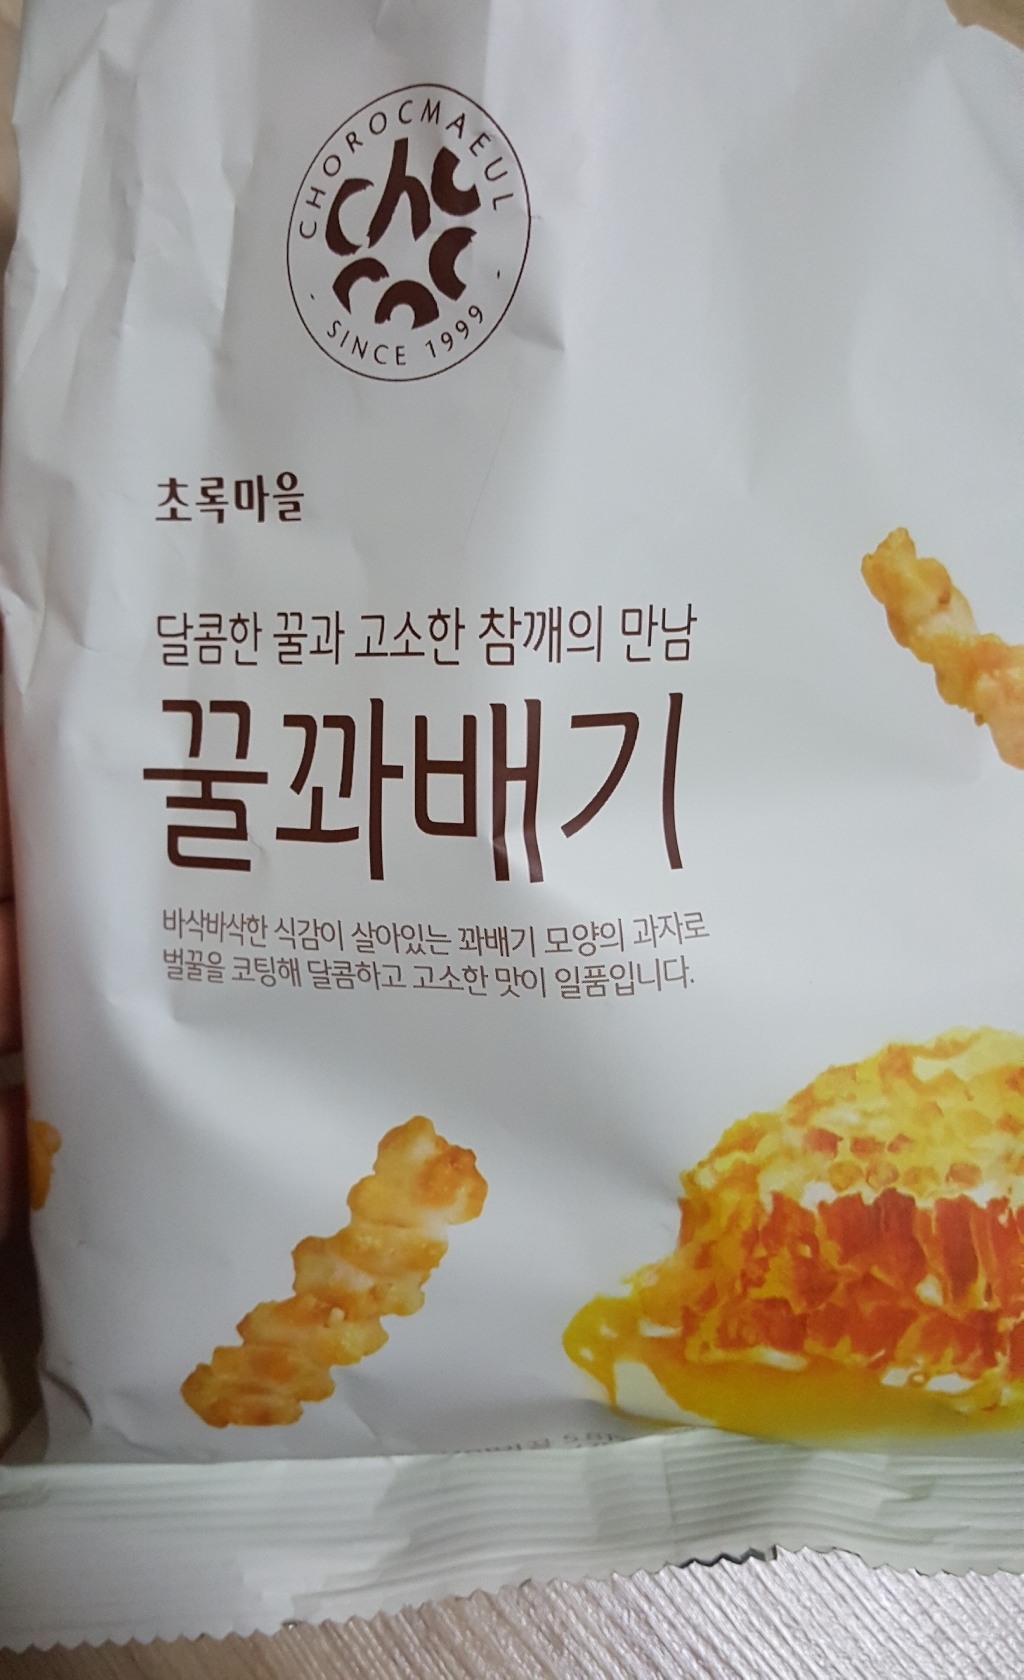 CHOROCMAEUL
choroc
SINCE 1999
초록마을
달콤한 꿀과 고소한 참깨의 만남
꿀꽈배기
바삭바삭한 식감이 살아있는 꽈배기 모양의 과자로
벌꿀을 코팅해 달콤하고 고소한 맛이 일품입니다.